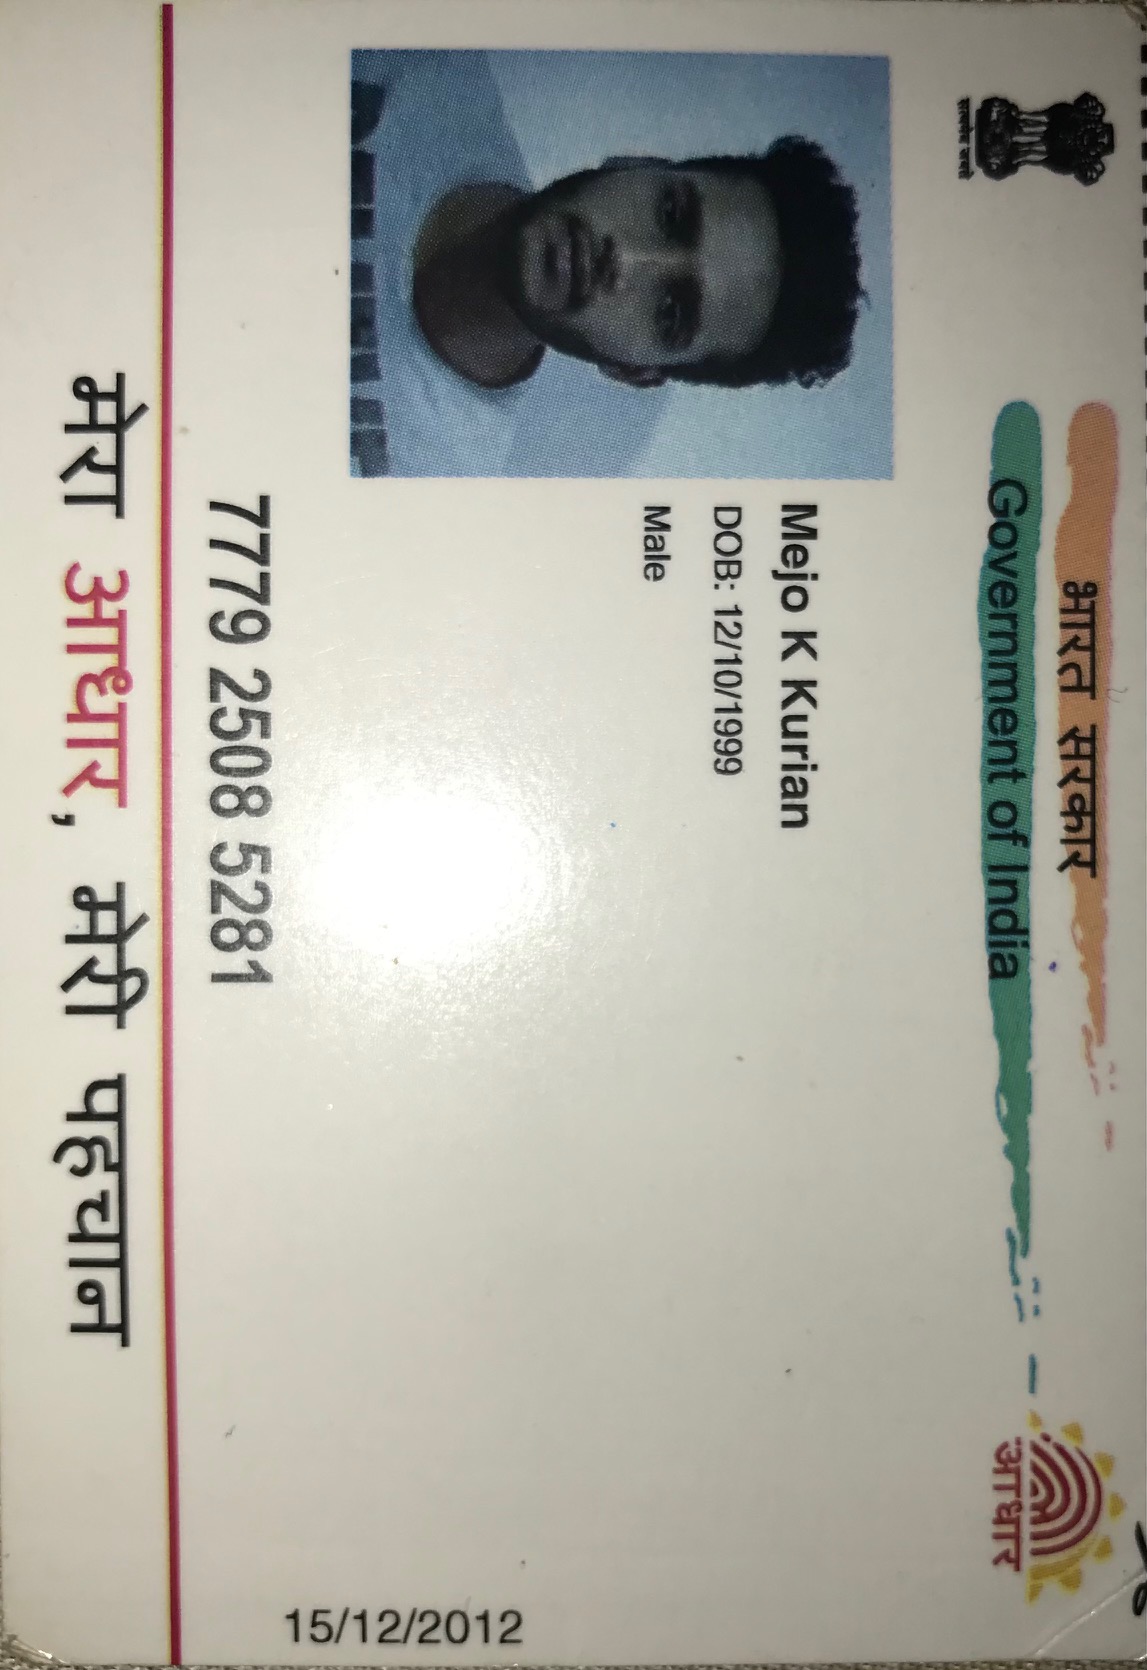 भारत सरकार
Government of India
सत्यमेव जयते
आधार
Mejo K Kurian
DOB: 12/10/1999
Male
7779 2508 5281
15/12/2012
मेरा आधार, मेरी पहचान